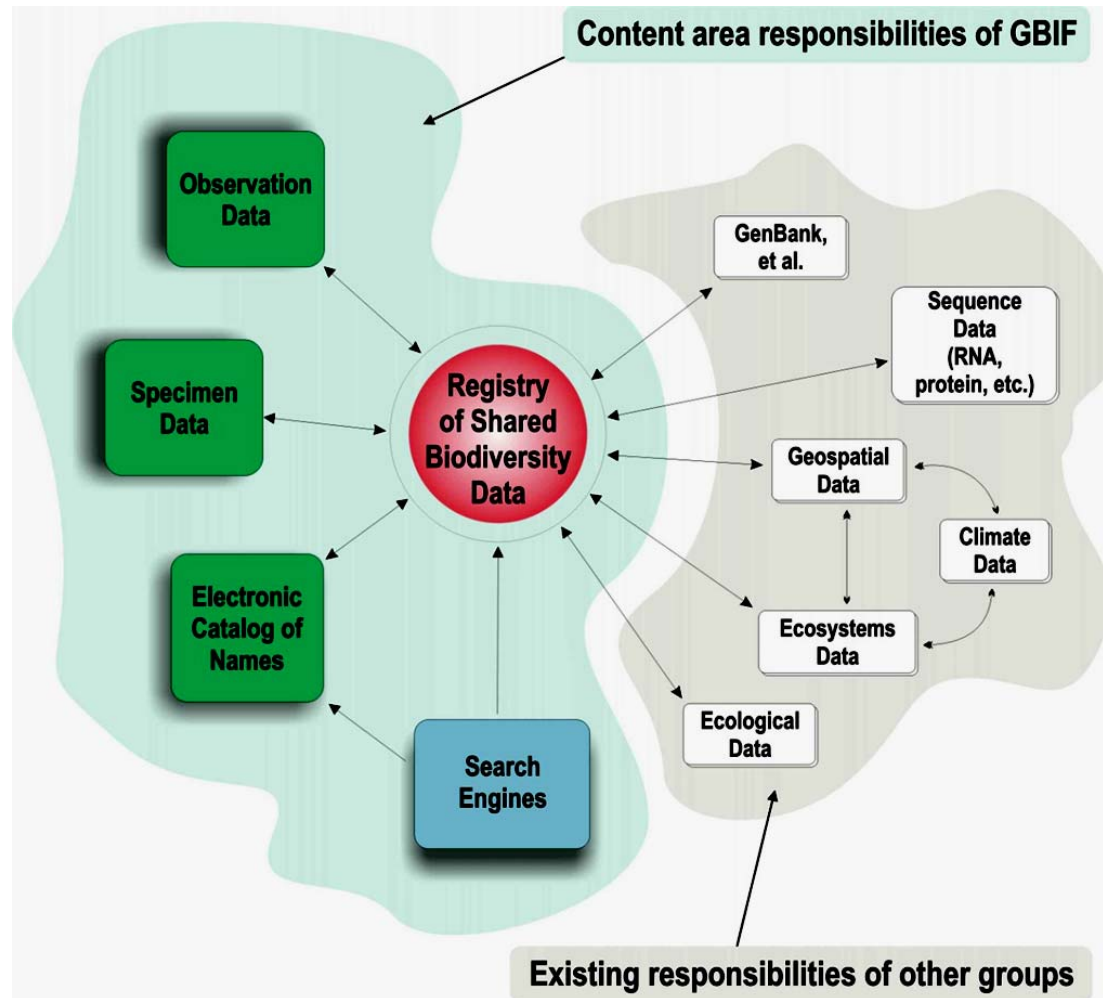 Content area responsibilities of GBIF
Observation
Data
Specimen
Data
Electronic
Catalog of
Names
Search
Engines
Registry
of Shared
Biodiversity
Data
GenBank,
et al.
Sequence
Data
(RNA,
protein, etc.)
Geospatial
Data
Climate
Data
Ecosystems
Data
Ecological
Data
Existing responsibilities of other groups